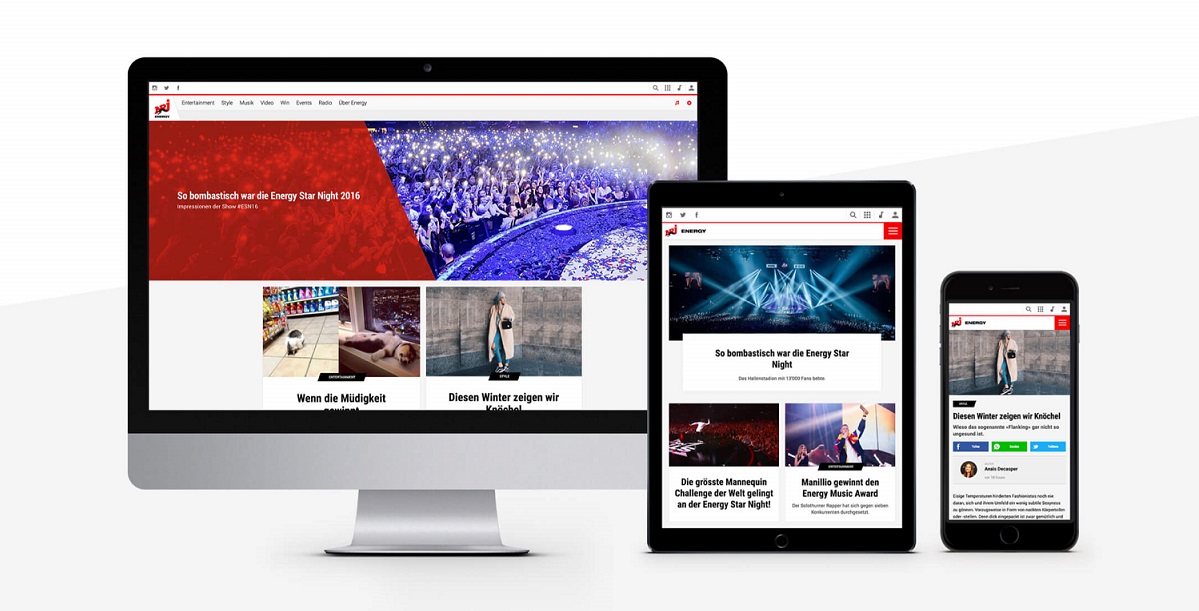 Entertainment Style Musik Video Win Events Radio Über Energy
NRJ
ENERGY
So bombastisch war die Energy Star Night 2016
Impressionen der Show #ESN16
ENTERTAINMENT
Wenn die Müdigkeit
gewinnt
STYLE
Diesen Winter zeigen wir
Knöchel
NRJ ENERGY
So bombastisch war die Energy Star
Night
Das Hallenstadion mit 13'000 Fans bebte.
Die grösste Mannequin
Challenge der Welt gelingt
an der Energy Star Night!
ENTERTAINMENT
Manillio gewinnt den
Energy Music Award
Der Solothurner Rapper hat sich gegen sieben
Konkurrenten durchgesetzt.
NRJ ENERGY
STYLE
Diesen Winter zeigen wir Knöchel
Wieso das sogenannte «Flanking» gar nicht so
ungesund ist.
Anaïs Decasper
vor 18 Stunden
Eisige Temperaturen hinderten Fashionistas noch nie
daran, sich und ihrem Umfeld ein wenig subtile Sexyness
zu gönnen. Vorzugsweise in Form von nackten Körperteilen
oder -stellen. Denn dick eingepackt ist zwar gemütlich und